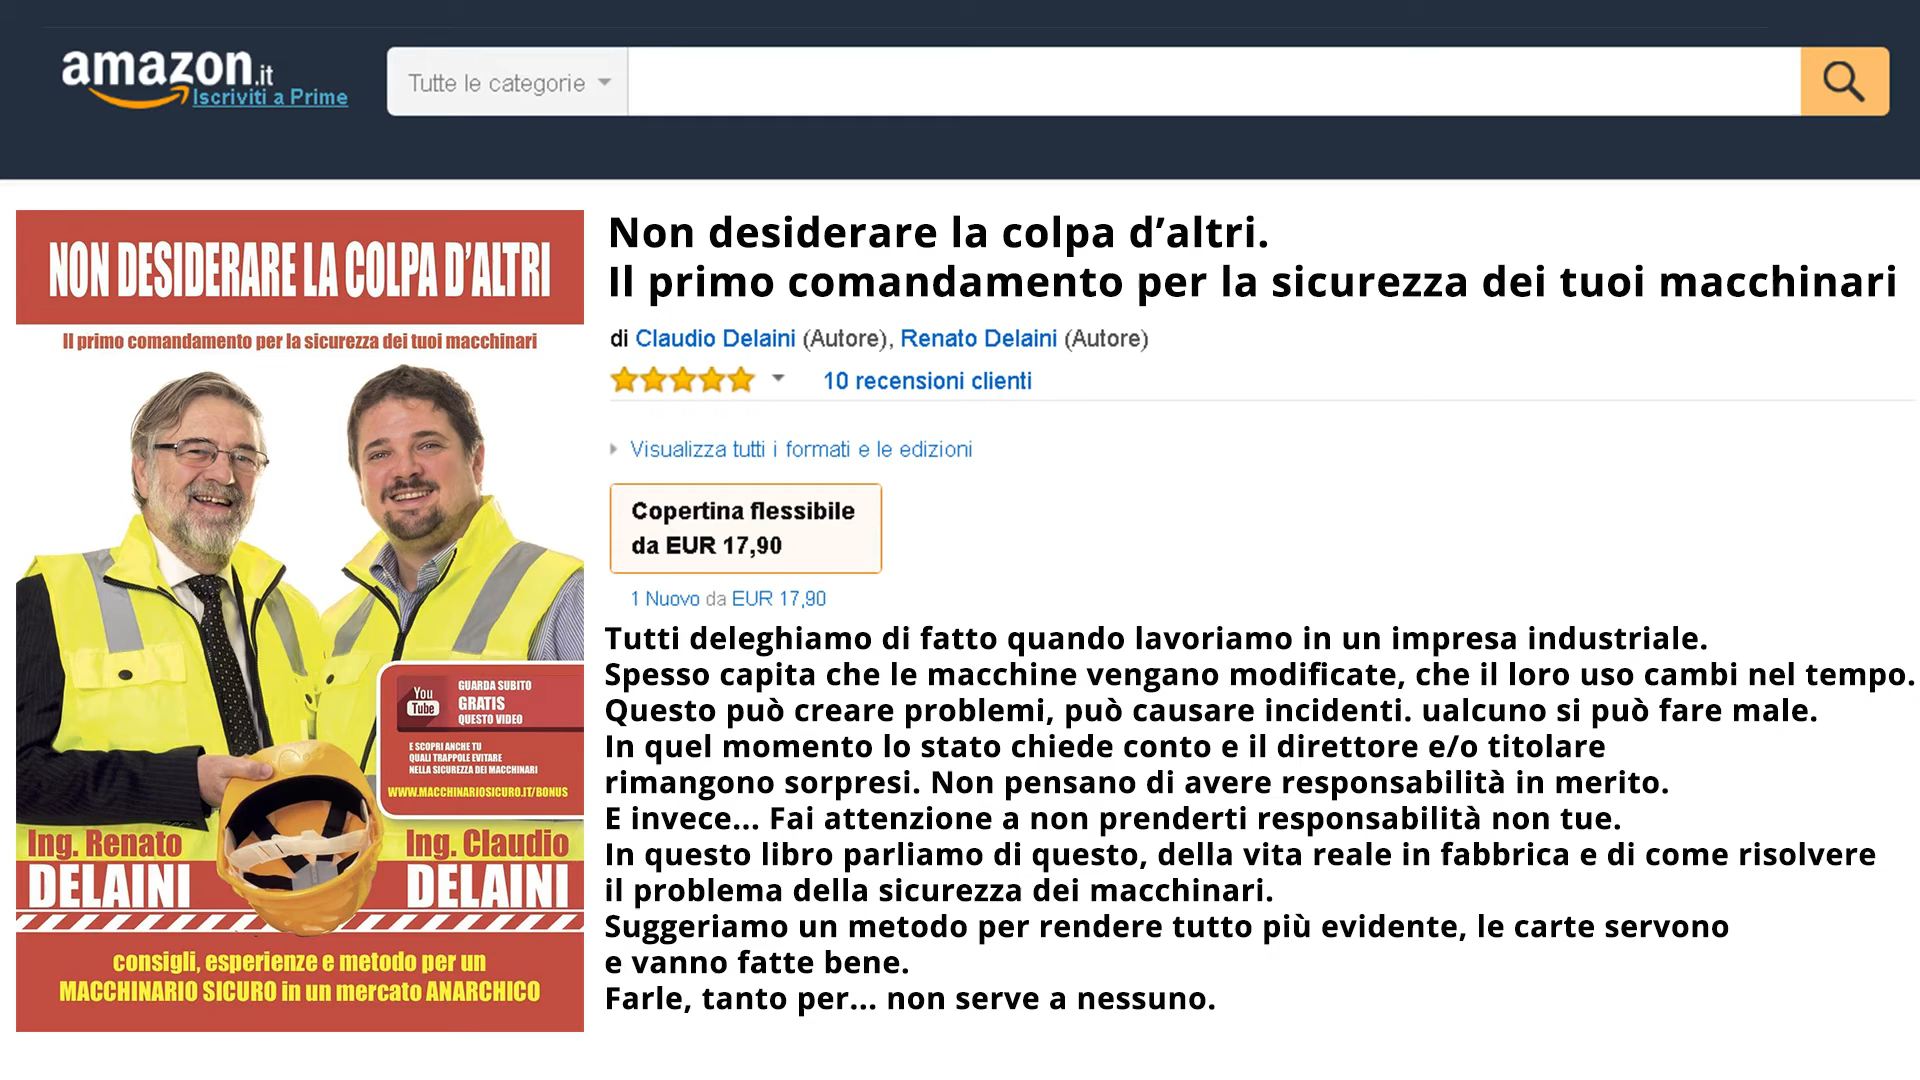 amazon.it
Iscriviti a Prime
Tutte le categorie
NON DESIDERARE LA COLPA D'ALTRI
Il primo comandamento per la sicurezza dei tuoi macchinari
You
Tube
GUARDA SUBITO
GRATIS
QUESTO VIDEO
E SCOPRI ANCHE TU
QUALI TRAPPOLE EVITARE
NELLA SICUREZZA DEI MACCHINARI
WWW.MACCHINARIOSICURO.IT/BONUS
Ing. Renato
DELAINI
Ing. Claudio
DELAINI
consigli, esperienze e metodo per un
MACCHINARIO SICURO in un mercato ANARCHICO
Non desiderare la colpa d’altri.
Il primo comandamento per la sicurezza dei tuoi macchinari
di Claudio Delaini (Autore), Renato Delaini (Autore)
10 recensioni clienti
Visualizza tutti i formati e le edizioni
Copertina flessibile
da EUR 17,90
1 Nuovo da EUR 17,90
Tutti deleghiamo di fatto quando lavoriamo in un impresa industriale.
Spesso capita che le macchine vengano modificate, che il loro uso cambi nel tempo.
Questo può creare problemi, può causare incidenti. ualcuno si può fare male.
In quel momento lo stato chiede conto e il direttore e/o titolare
rimangono sorpresi. Non pensano di avere responsabilità in merito.
E invece... Fai attenzione a non prenderti responsabilità non tue.
In questo libro parliamo di questo, della vita reale in fabbrica e di come risolvere
il problema della sicurezza dei macchinari.
Suggeriamo un metodo per rendere tutto più evidente, le carte servono
e vanno fatte bene.
Farle, tanto per... non serve a nessuno.